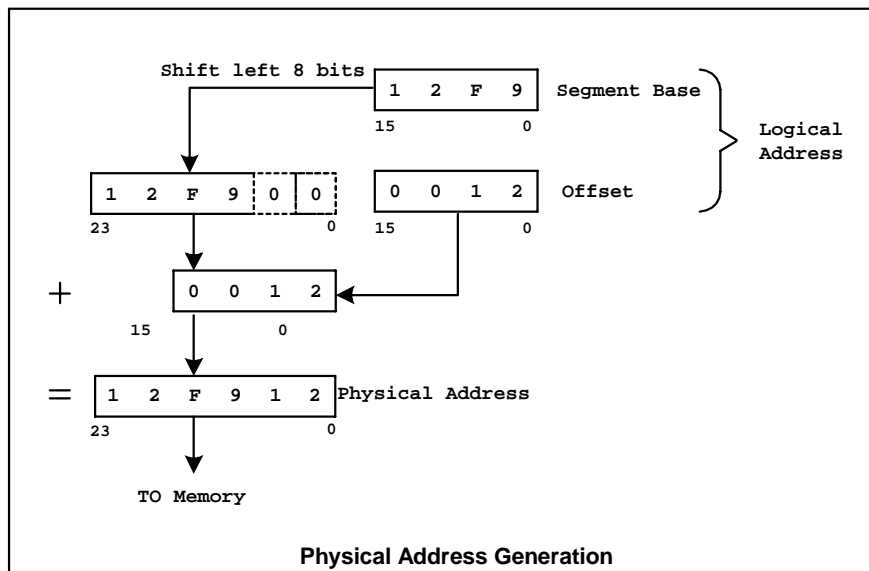 Shift left 8 bits
1 2 F 9 Segment Base
15 0
Logical
Address
1 2 F 9 0 0
0 0 1 2 Offset
23 0
15 0
+ 0 0 1 2
15 0
= 1 2 F 9 1 2 Physical Address
23 0
TO Memory
Physical Address Generation